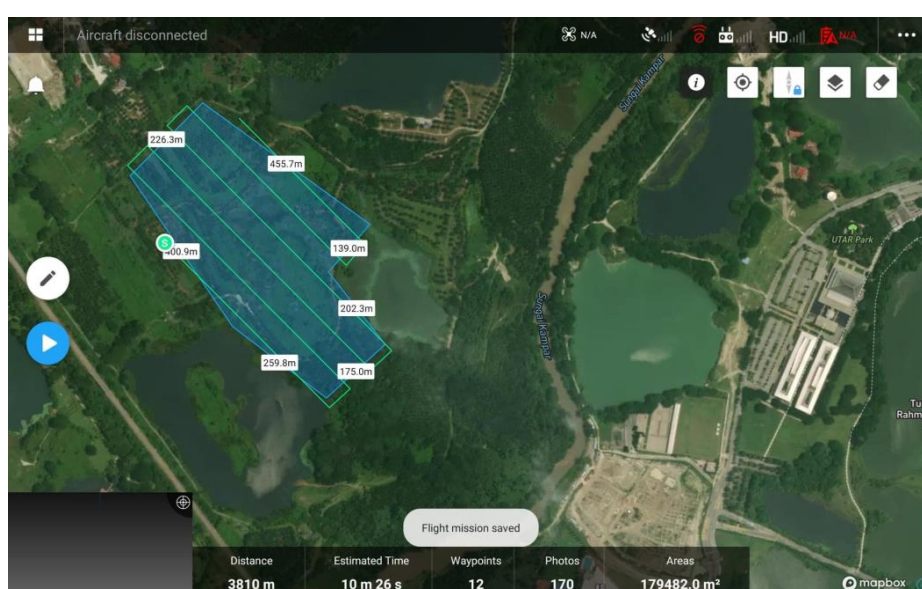 Aircraft disconnected
N/A
HD
N/A
Sungai Kampar
226.3m
455.7m
UTAR Park
S
400.9m
139.0m
202.3m
Sungai Kampar
259.8m
175.0m
Tu
Rahm
Flight mission saved
Distance
Estimated Time
Waypoints
Photos
Areas
3810 m
10 m 26 s
12
170
179482.0 m²
mapbox